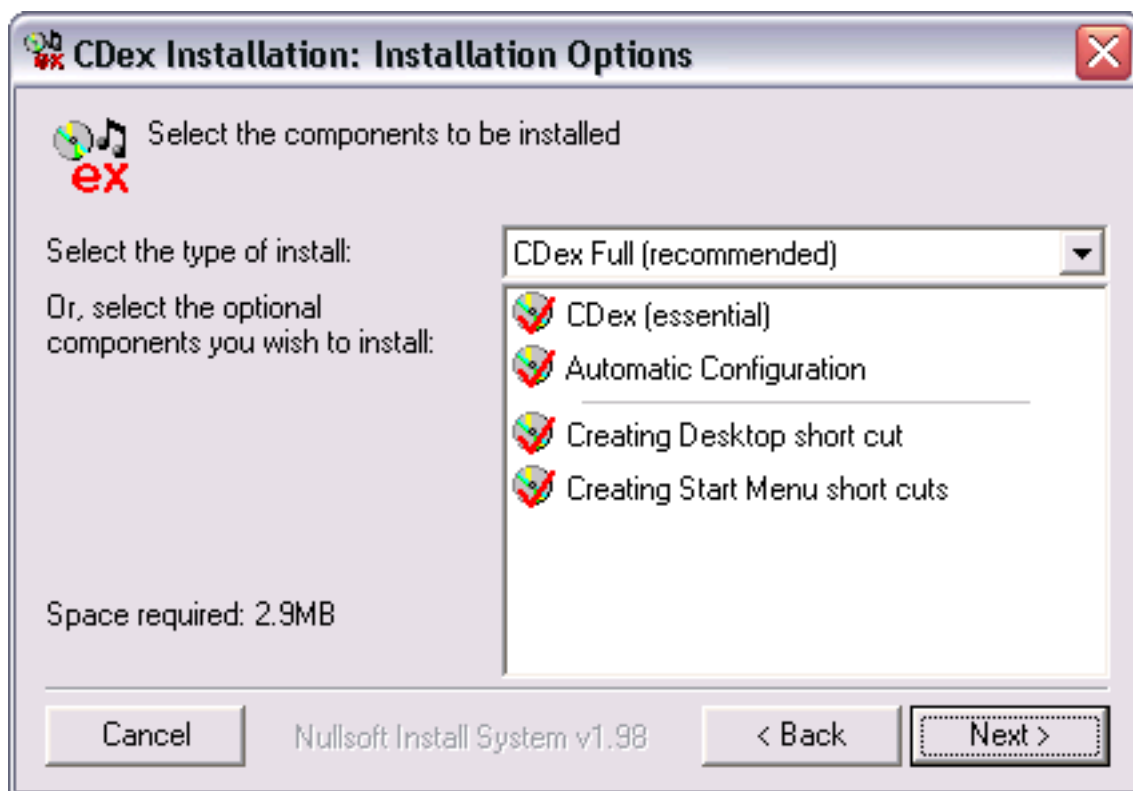 CDex Installation: Installation Options
ex
Select the components to be installed
ex
Select the type of install:
CDex Full (recommended)
Or, select the optional
components you wish to install:
CDex (essential)
Automatic Configuration
Creating Desktop short cut
Creating Start Menu short cuts
Space required: 2.9MB
Cancel
Nullsoft Install System v1.98
< Back
Next >